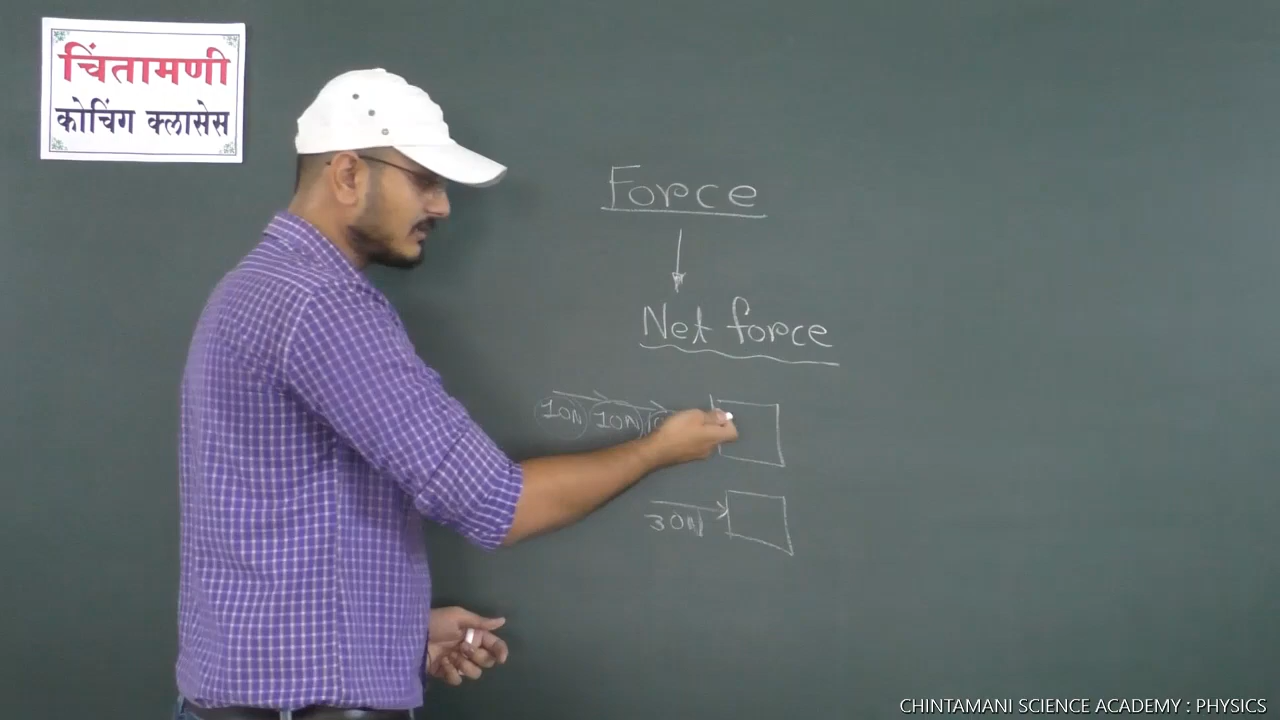 चिंतामणी
कोचिंग क्लासेस
Force
Net force
10N 10N
30N
CHINTAMANI SCIENCE ACADEMY : PHYSICS